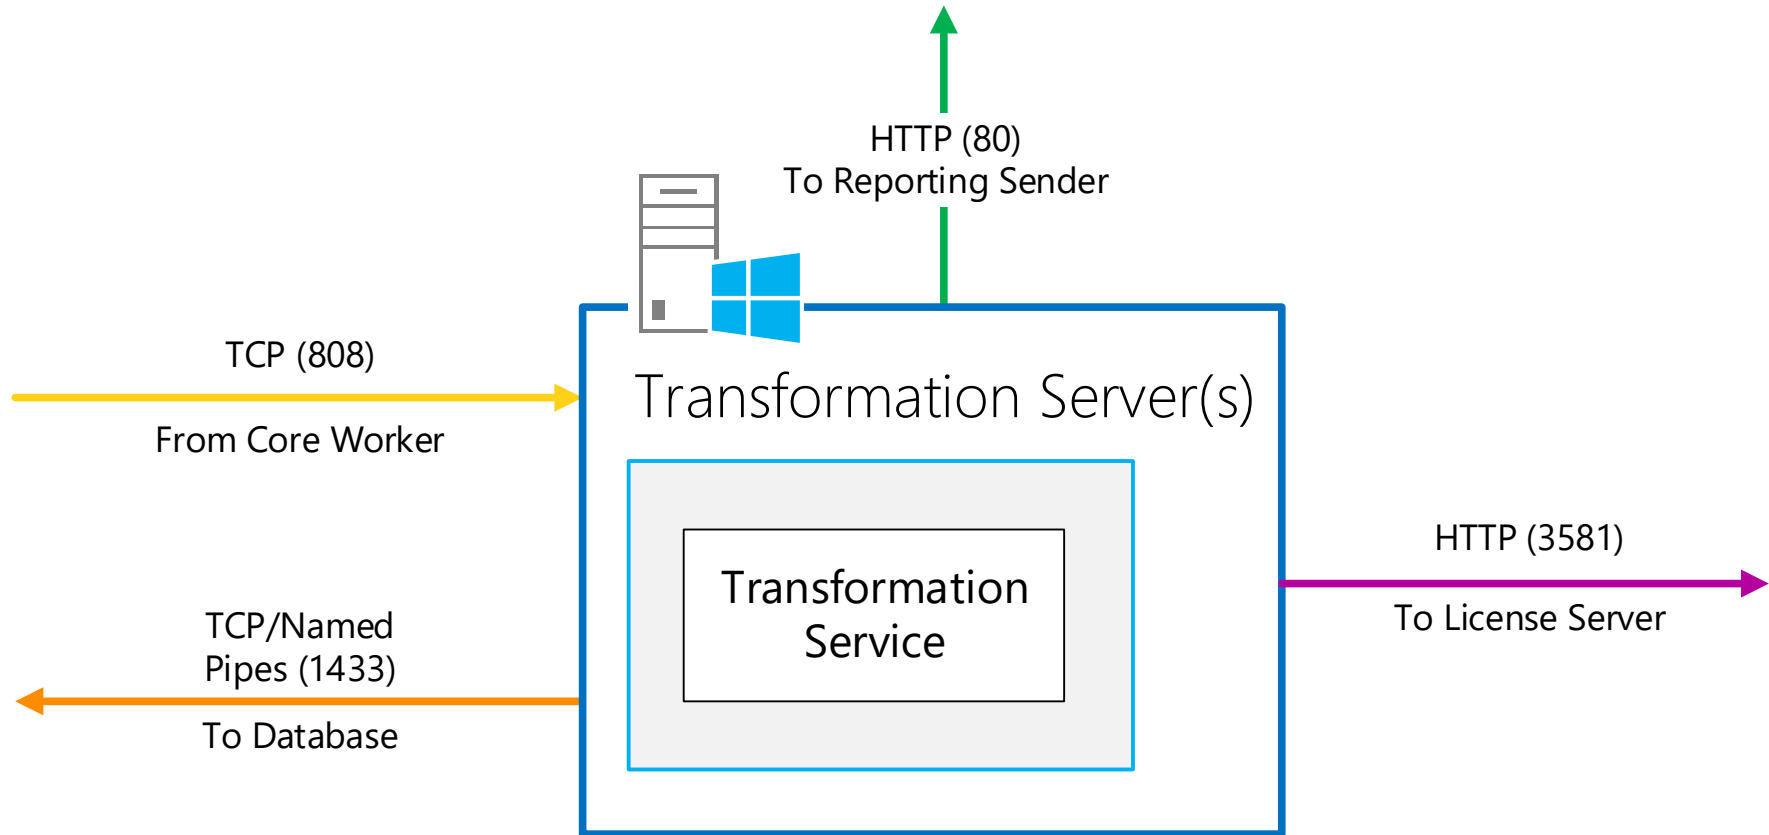 HTTP (80)
To Reporting Sender
TCP (808)
From Core Worker
Transformation Server(s)
Transformation
Service
HTTP (3581)
To License Server
TCP/Named
Pipes (1433)
To Database